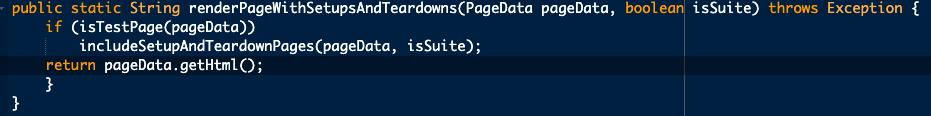 public static String renderPageWithSetupsAndTeardowns(PageData pageData, boolean isSuite) throws Exception {
    if (isTestPage(pageData))
        includeSetupAndTeardownPages(pageData, isSuite);
    return pageData.getHtml();
    }
}